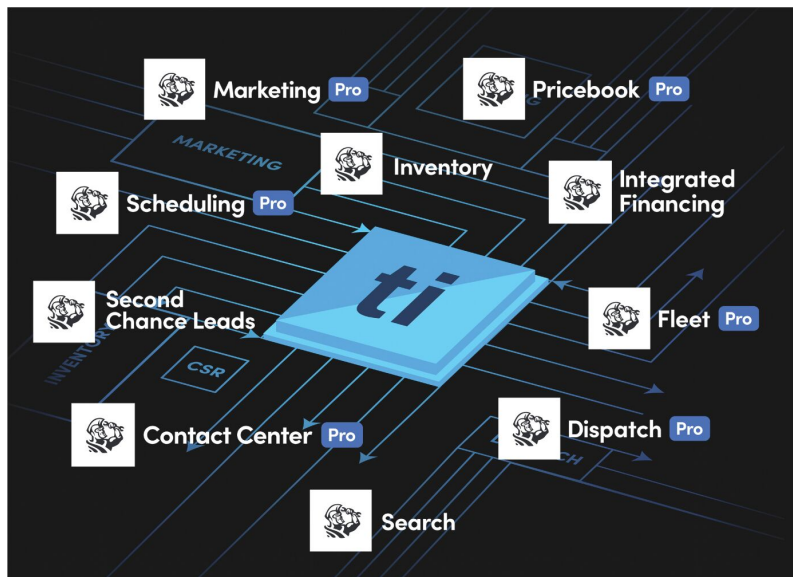 Marketing Pro
Pricebook Pro
MARKETING
Inventory
Integrated
Financing
Scheduling Pro
ti
Second
Chance Leads
Fleet Pro
INVENTORY
CSR
Contact Center Pro
Dispatch Pro
Search